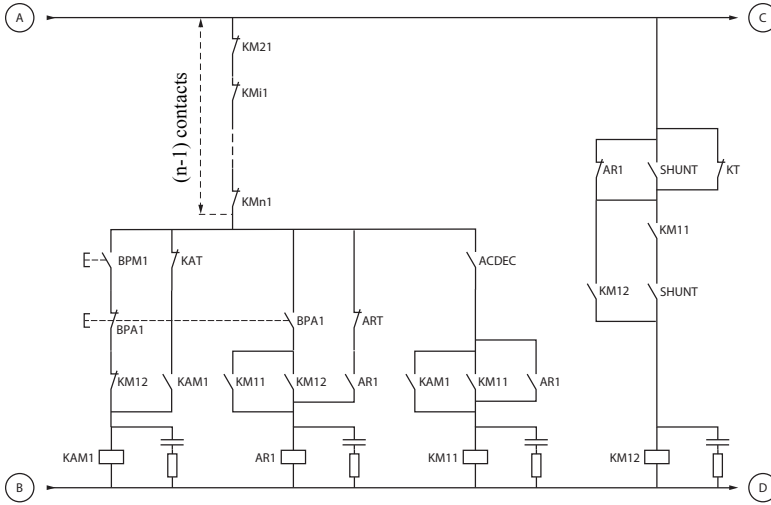 A
C
KM21
KMi1
(n-1) contacts
KMn1
AR1
SHUNT
KT
KM11
BPM1
KAT
ACDEC
KM12
SHUNT
BPA1
BPA1
ART
KM12
KAM1
KM11
KM12
AR1
KAM1
KM11
AR1
KAM1
AR1
KM11
KM12
B
D